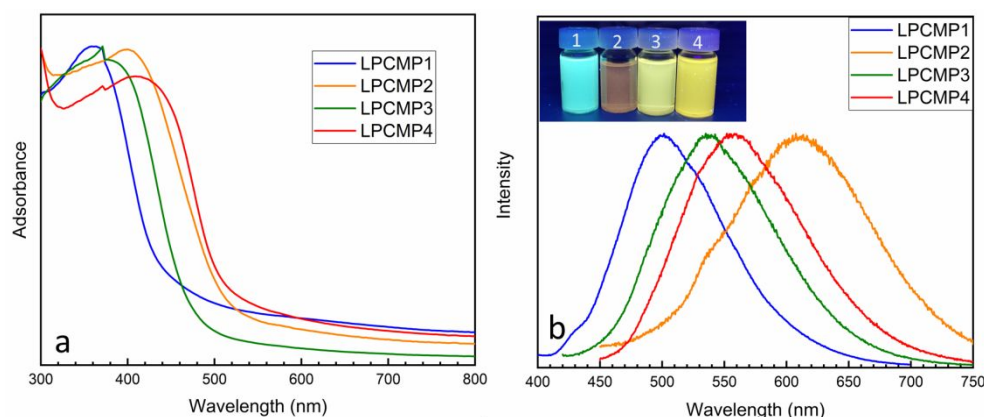 LPCMP1
LPCMP2
LPCMP3
LPCMP4
Absorbance
a
300 400 500 600 700 800
Wavelength (nm)
1 2 3 4
LPCMP1
LPCMP2
LPCMP3
LPCMP4
Intensity
b
400 450 500 550 600 650 700 750
Wavelength (nm)